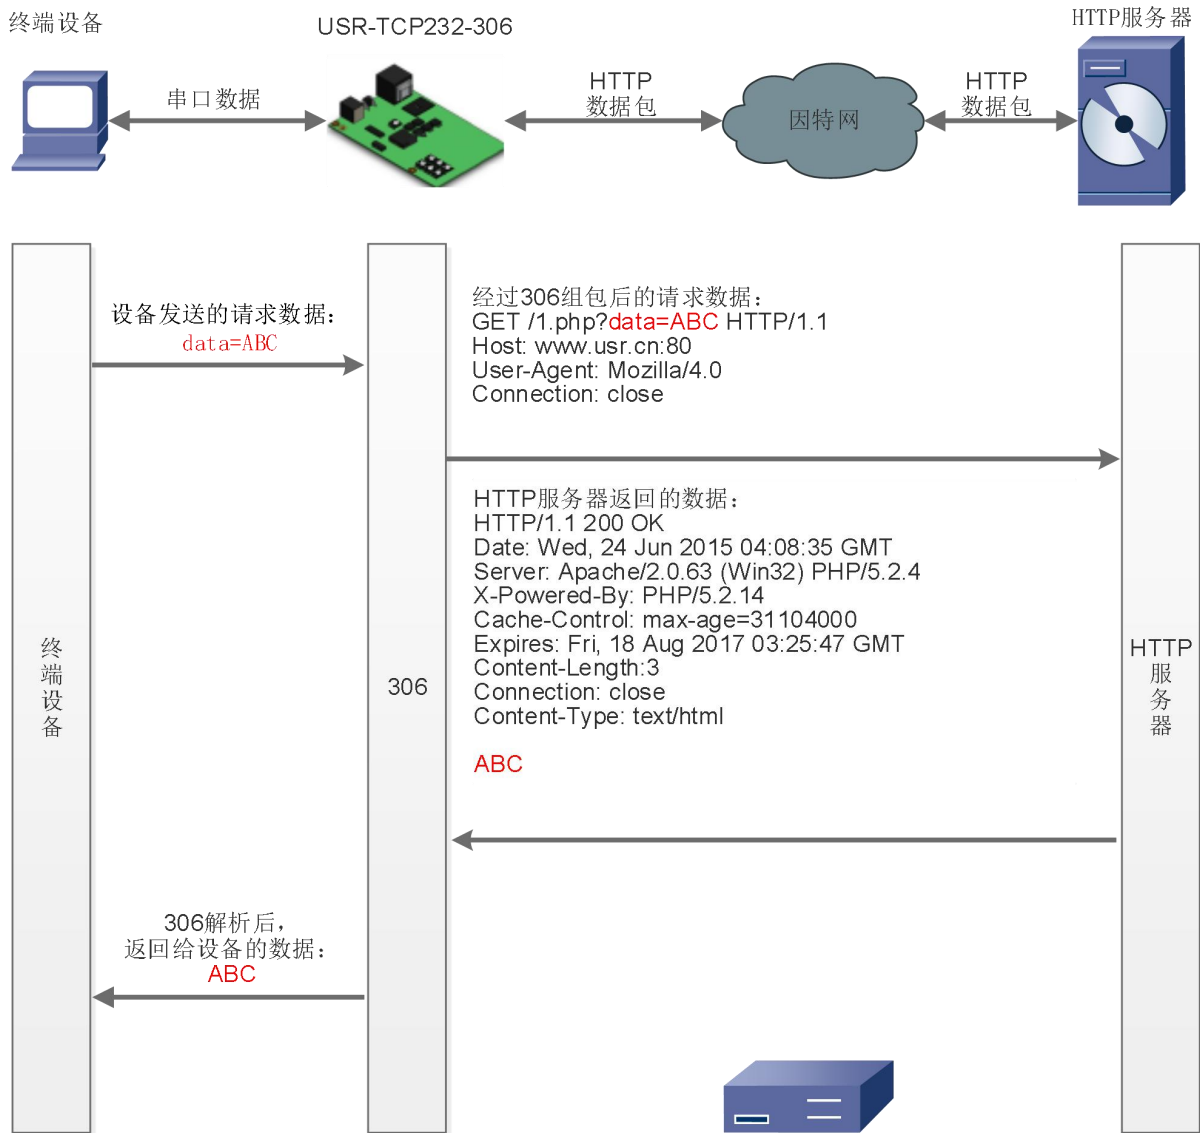 终端设备
USR-TCP232-306
HTTP服务器
串口数据
HTTP
数据包
因特网
HTTP
数据包
设备发送的请求数据：
data=ABC
经过306组包后的请求数据：
GET /1.php?data=ABC HTTP/1.1
Host: www.usr.cn:80
User-Agent: Mozilla/4.0
Connection: close
HTTP服务器返回的数据：
HTTP/1.1 200 OK
Date: Wed, 24 Jun 2015 04:08:35 GMT
Server: Apache/2.0.63 (Win32) PHP/5.2.4
X-Powered-By: PHP/5.2.14
Cache-Control: max-age=31104000
Expires: Fri, 18 Aug 2017 03:25:47 GMT
Content-Length:3
Connection: close
Content-Type: text/html
ABC
终端设备
306
HTTP
服务器
306解析后，
返回给设备的数据：
ABC